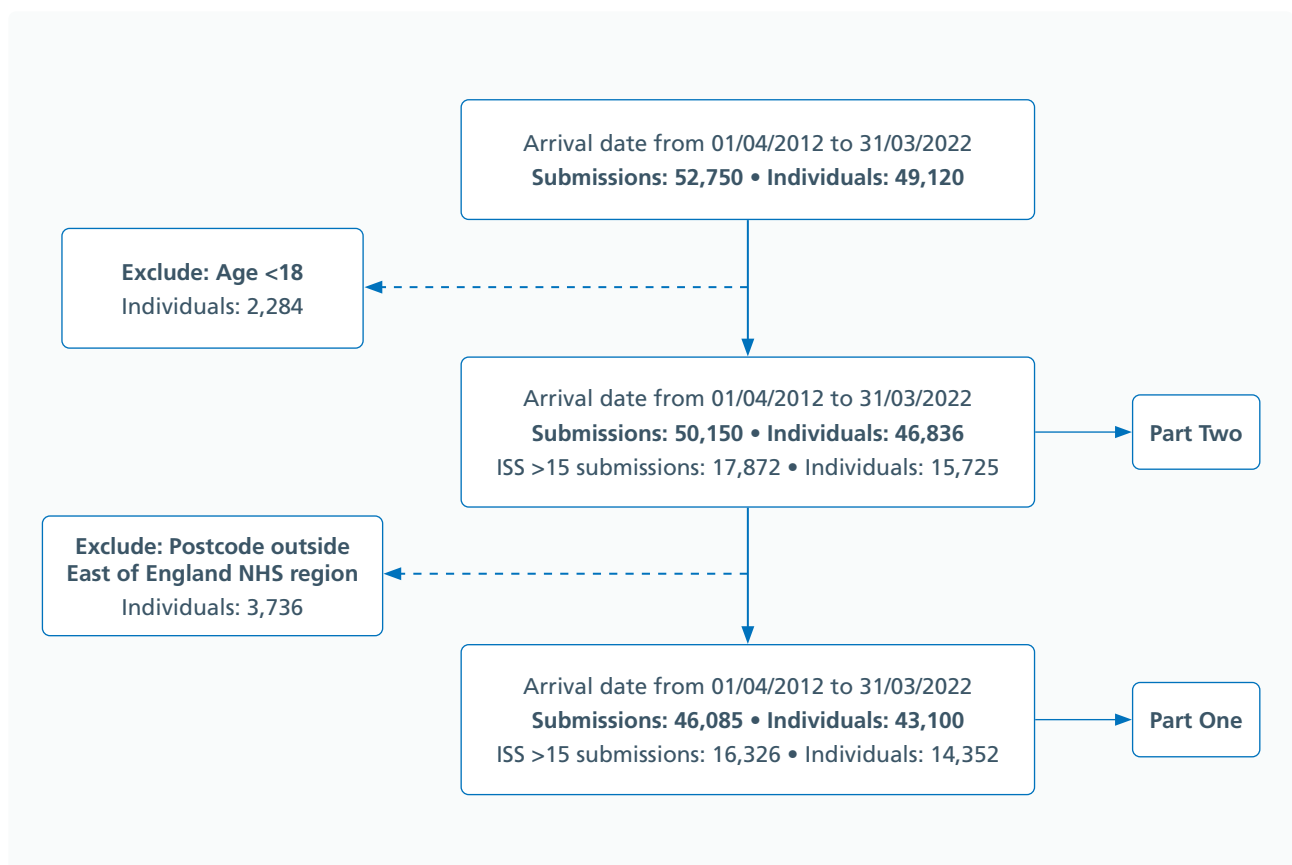 Arrival date from 01/04/2012 to 31/03/2022
Submissions: 52,750 • Individuals: 49,120
Exclude: Age <18
Individuals: 2,284
Arrival date from 01/04/2012 to 31/03/2022
Submissions: 50,150 • Individuals: 46,836
ISS >15 submissions: 17,872 • Individuals: 15,725
Part Two
Exclude: Postcode outside
East of England NHS region
Individuals: 3,736
Arrival date from 01/04/2012 to 31/03/2022
Submissions: 46,085 • Individuals: 43,100
ISS >15 submissions: 16,326 • Individuals: 14,352
Part One